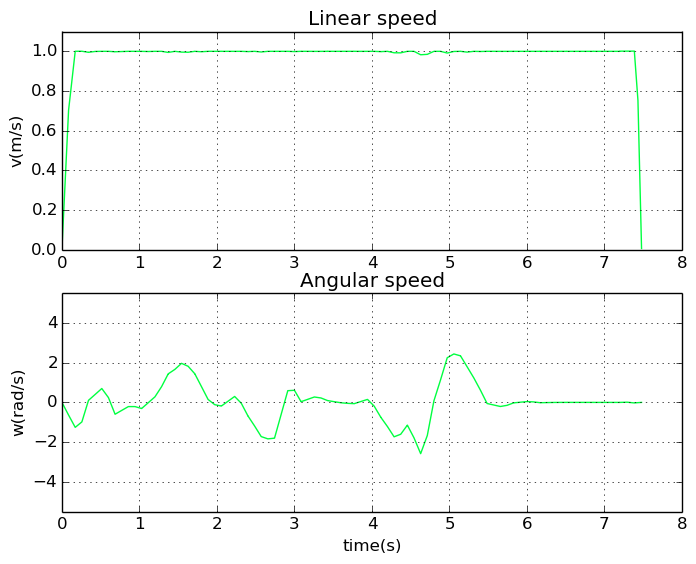 Linear speed
v(m/s)
1.0
0.8
0.6
0.4
0.2
0.0
0 1 2 3 4 5 6 7 8
Angular speed
w(rad/s)
4
2
0
−2
−4
0 1 2 3 4 5 6 7 8
time(s)